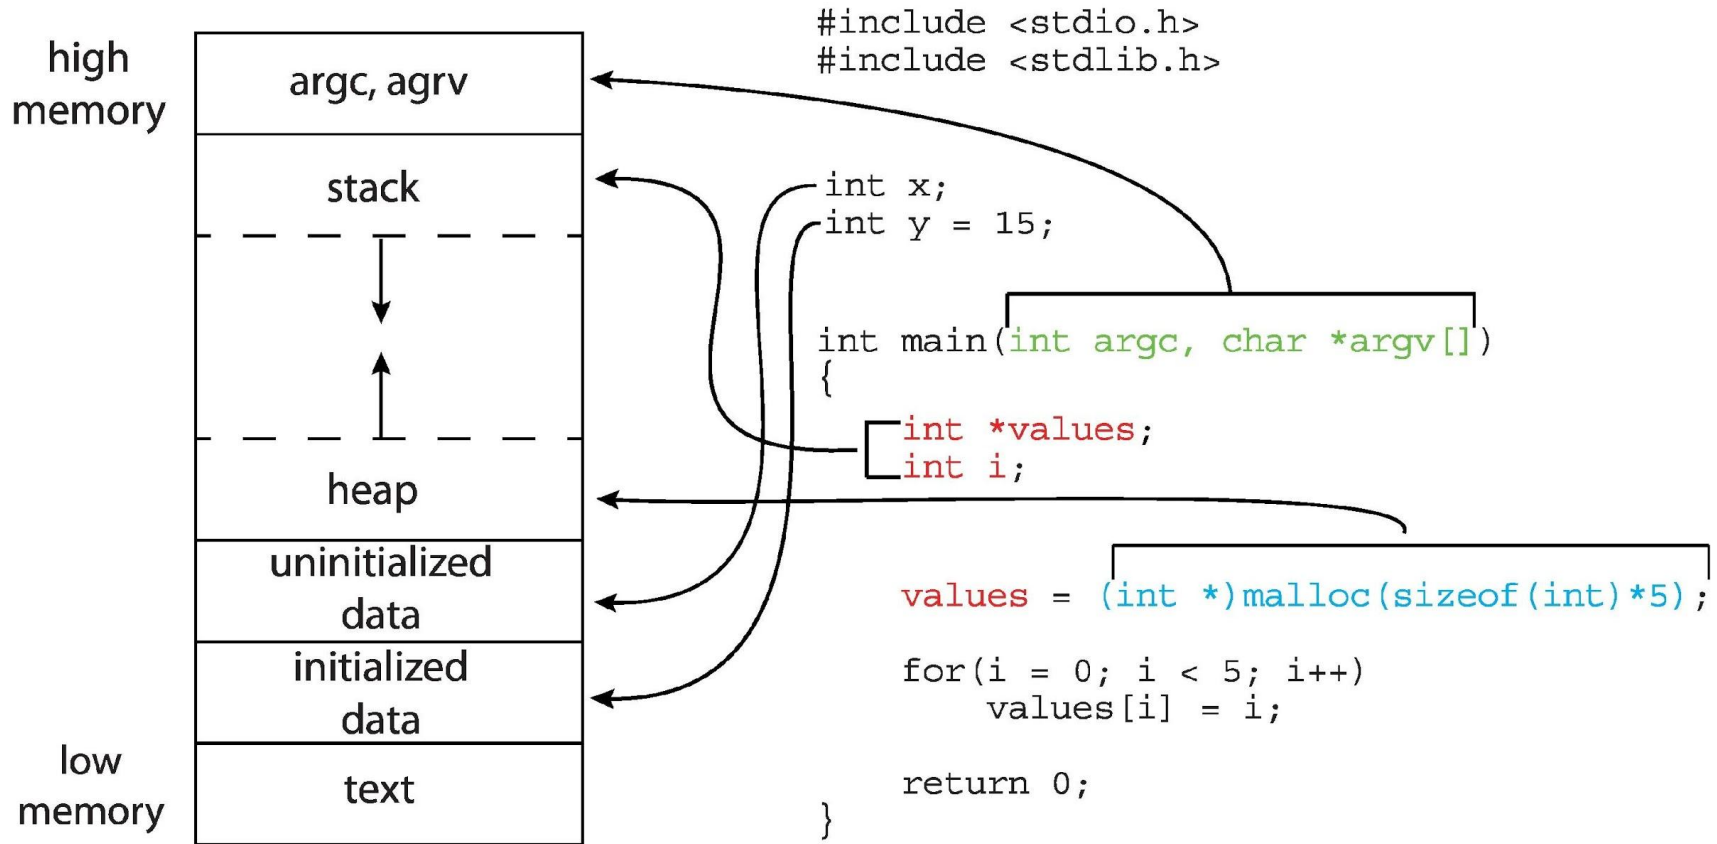 high
memory
argc, agrv
stack
heap
uninitialized
data
initialized
data
text
low
memory
#include <stdio.h>
#include <stdlib.h>
int x;
int y = 15;
int main(int argc, char *argv[])
{
int *values;
int i;
values = (int *)malloc(sizeof(int)*5);
for(i = 0; i < 5; i++)
values[i] = i;
return 0;
}